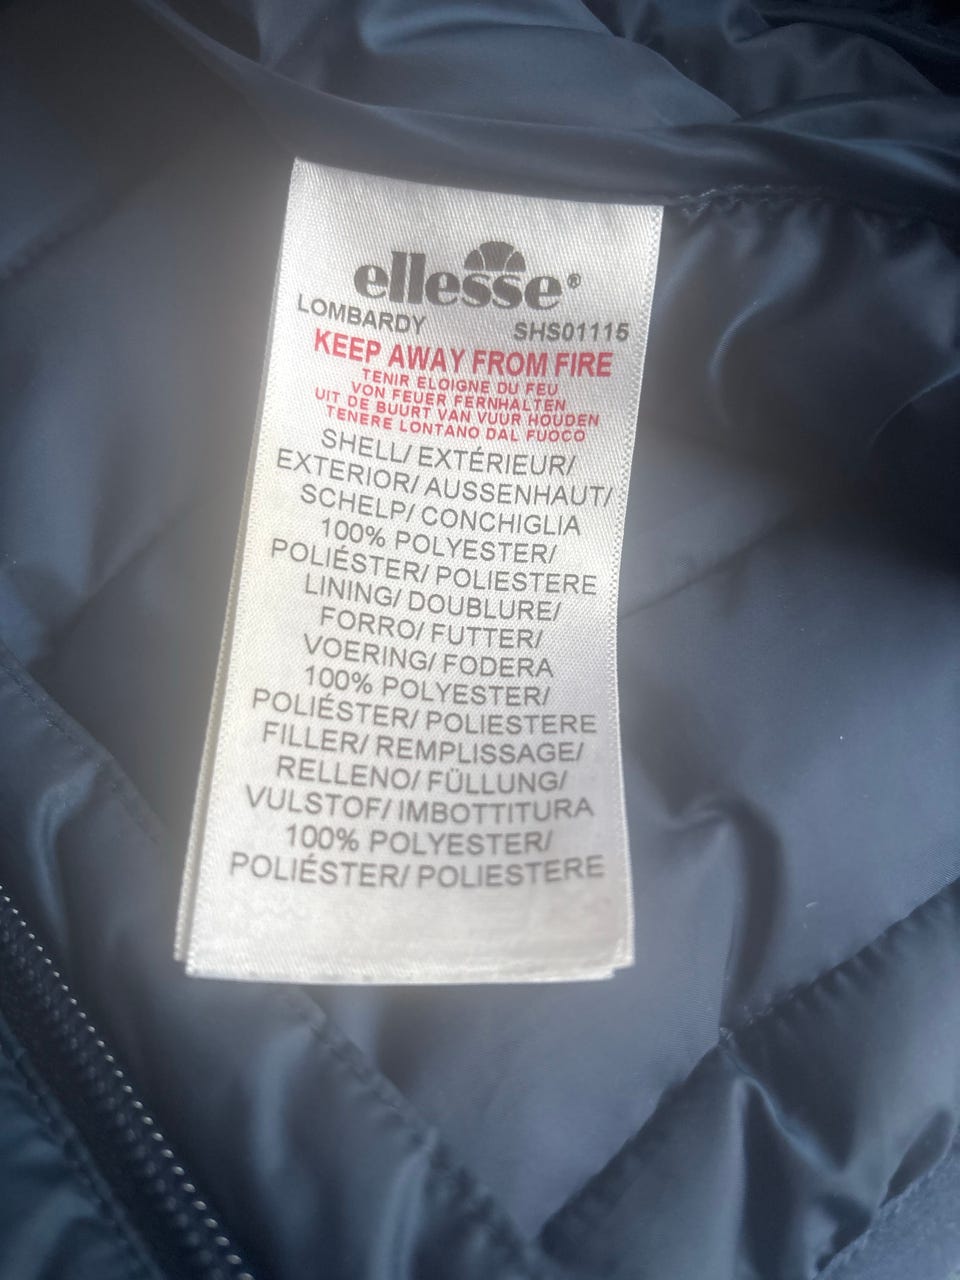 ellesse®
LOMBARDY SHS01115
KEEP AWAY FROM FIRE
TENIR ELOIGNE DU FEU
VON FEUER FERNHALTEN
UIT DE BUURT VAN VUUR HOUDEN
TENERE LONTANO DAL FUOCO
SHELL/ EXTÉRIEUR/
EXTERIOR/ AUSSENHAUT/
SCHELP/ CONCHIGLIA
100% POLYESTER/
POLIÉSTER/ POLIESTERE
LINING/ DOUBLURE/
FORRO/ FUTTER/
VOERING/ FODERA
100% POLYESTER/
POLIÉSTER/ POLIESTERE
FILLER/ REMPLISSAGE/
RELLENO/ FÜLLUNG/
VULSTOF/ IMBOTTITURA
100% POLYESTER/
POLIÉSTER/ POLIESTERE